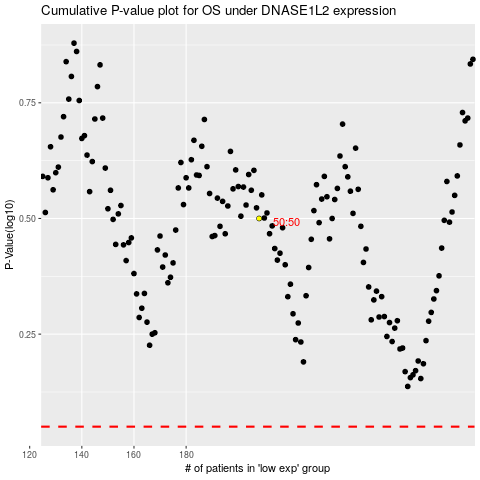 Cumulative P-value plot for OS under DNASE1L2 expression
P-Value(log10)
0.75
0.50
0.25
50:50
120 140 160 180
# of patients in 'low exp' group